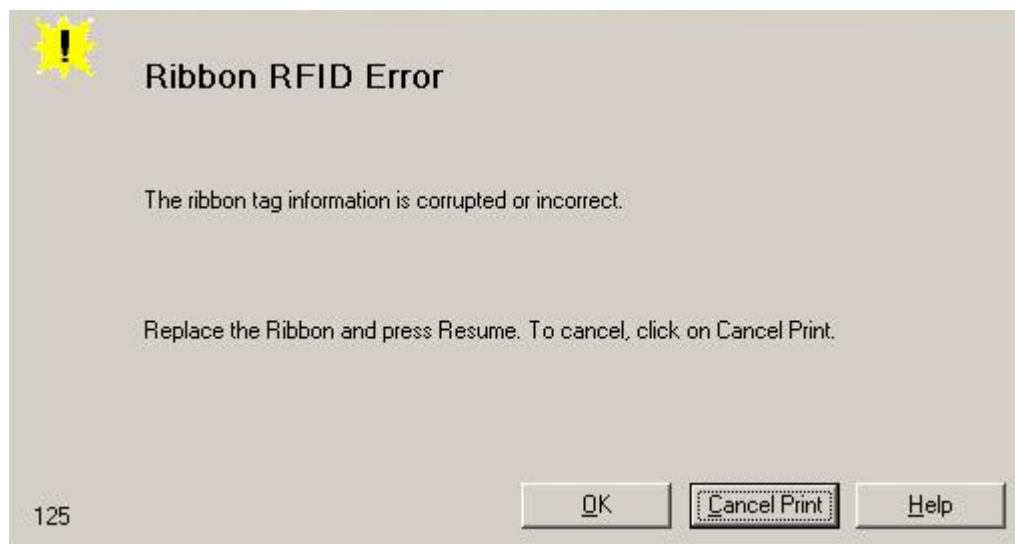 Ribbon RFID Error
The ribbon tag information is corrupted or incorrect.
Replace the Ribbon and press Resume. To cancel, click on Cancel Print.
125
OK
Cancel Print
Help